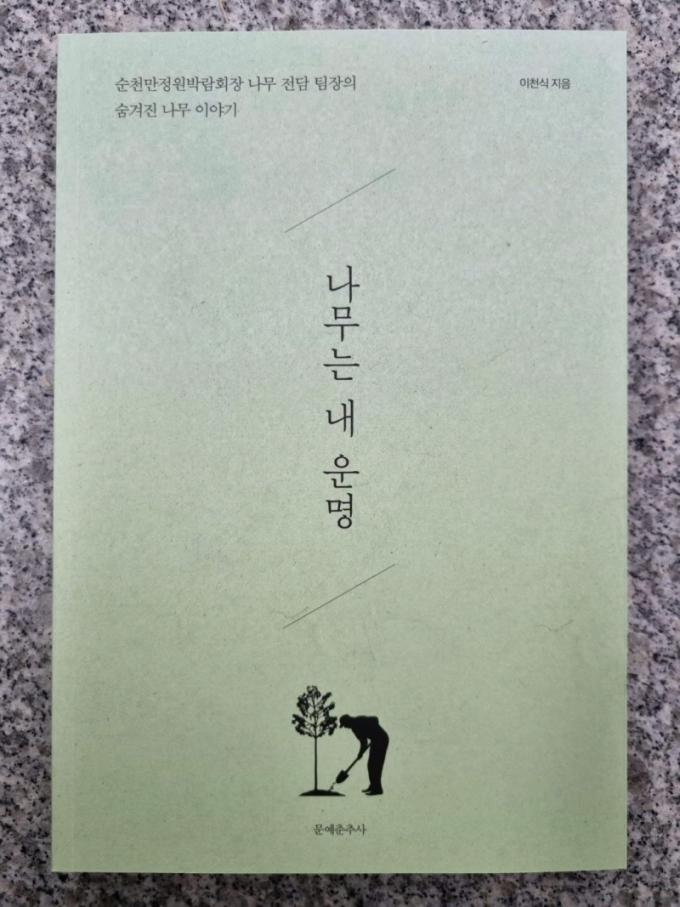 순천만정원박람회장 나무 전담 팀장의
숨겨진 나무 이야기
이천식 지음
나무는 내 운명
문예춘추사